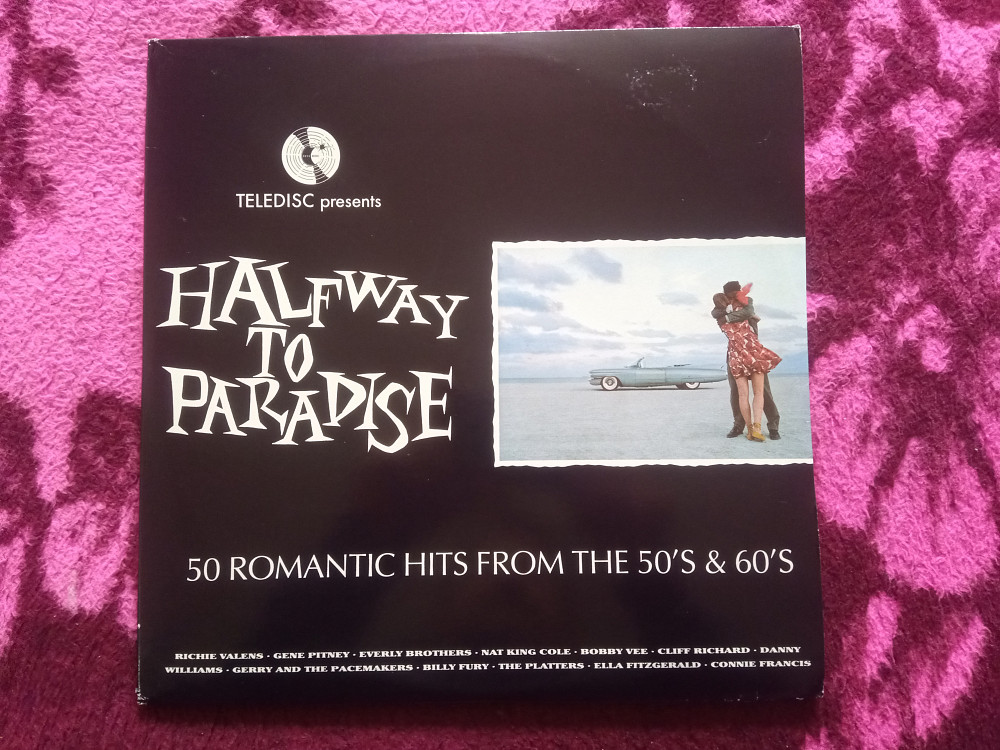 TELEDISC presents
HALFWAY
TO
PARADISE
50 ROMANTIC HITS FROM THE 50'S & 60'S
RICHIE VALENS · GENE PITNEY · EVERLY BROTHERS · NAT KING COLE · BOBBY VEE · CLIFF RICHARD · DANNY
WILLIAMS · GERRY AND THE PACEMAKERS · BILLY FURY · THE PLATTERS · ELLA FITZGERALD · CONNIE FRANCIS